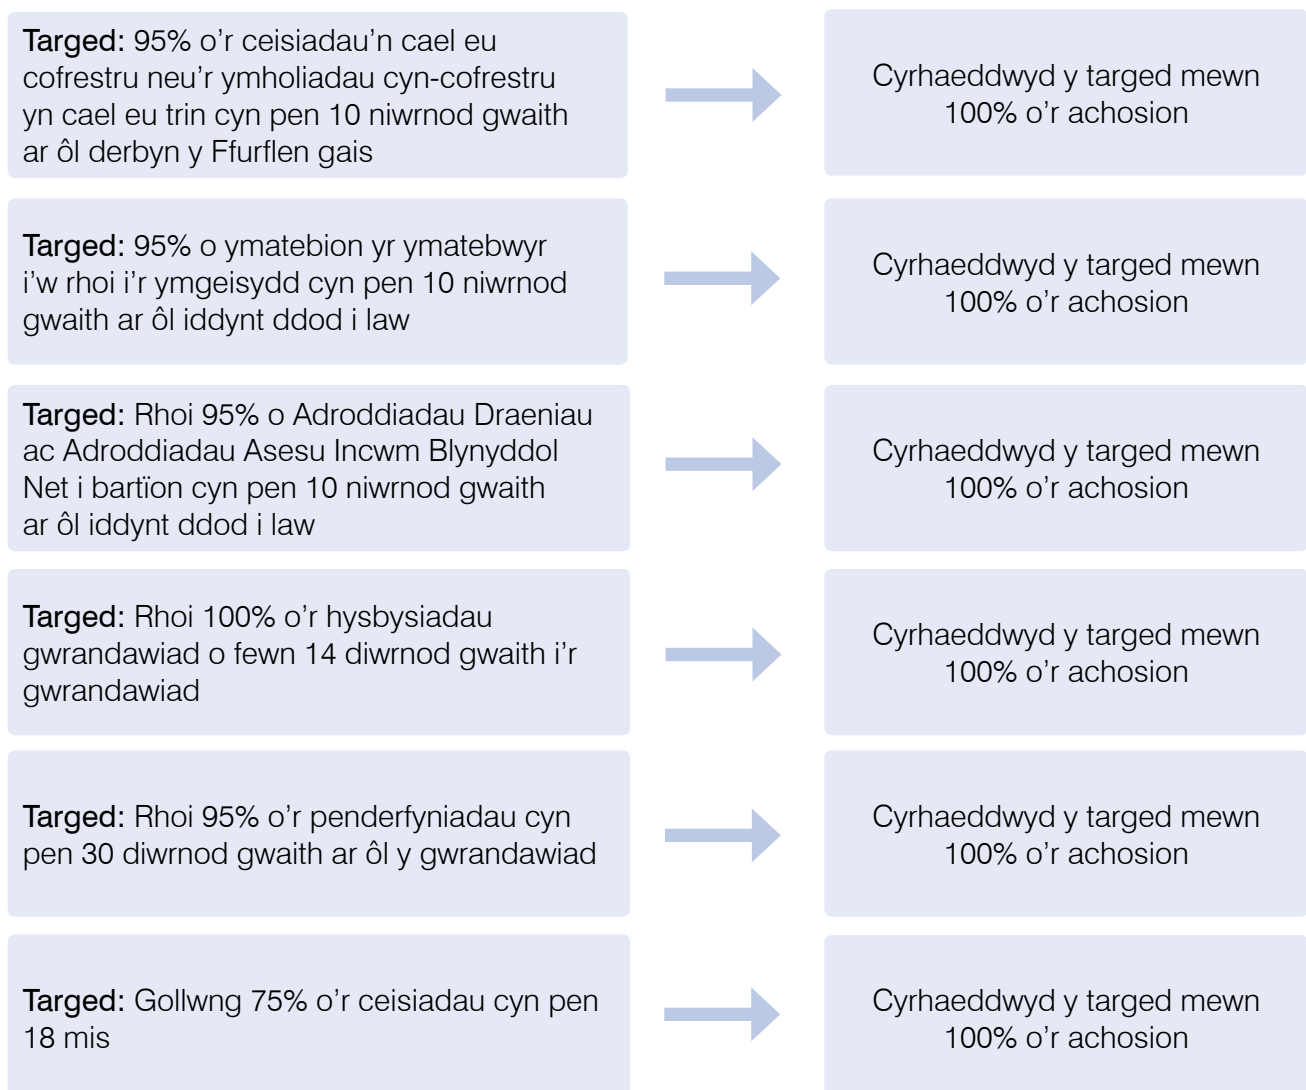 Targed: 95% o'r ceisiadau'n cael eu
cofrestru neu'r ymholiadau cyn-cofrestru
yn cael eu trin cyn pen 10 niwrnod gwaith
ar ôl derbyn y Ffurflen gais
Cyrhaeddwyd y targed mewn
100% o'r achosion
Targed: 95% o ymatebion yr ymatebwyr
i'w rhoi i'r ymgeisydd cyn pen 10 niwrnod
gwaith ar ôl iddynt ddod i law
Cyrhaeddwyd y targed mewn
100% o'r achosion
Targed: Rhoi 95% o Adroddiadau Draeniau
ac Adroddiadau Asesu Incwm Blynyddol
Net i bartïon cyn pen 10 niwrnod gwaith
ar ôl iddynt ddod i law
Cyrhaeddwyd y targed mewn
100% o'r achosion
Targed: Rhoi 100% o'r hysbysiadau
gwrandawiad o fewn 14 diwrnod gwaith i'r
gwrandawiad
Cyrhaeddwyd y targed mewn
100% o'r achosion
Targed: Rhoi 95% o'r penderfyniadau cyn
pen 30 diwrnod gwaith ar ôl y gwrandawiad
Cyrhaeddwyd y targed mewn
100% o'r achosion
Targed: Gollwng 75% o'r ceisiadau cyn pen
18 mis
Cyrhaeddwyd y targed mewn
100% o'r achosion